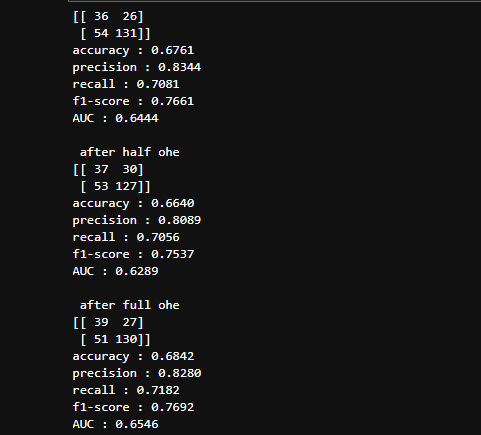 [[ 36  26]
 [ 54 131]]
accuracy : 0.6761
precision : 0.8344
recall : 0.7081
f1-score : 0.7661
AUC : 0.6444
 after half ohe
[[ 37  30]
 [ 53 127]]
accuracy : 0.6640
precision : 0.8089
recall : 0.7056
f1-score : 0.7537
AUC : 0.6289
 after full ohe
[[ 39  27]
 [ 51 130]]
accuracy : 0.6842
precision : 0.8280
recall : 0.7182
f1-score : 0.7692
AUC : 0.6546